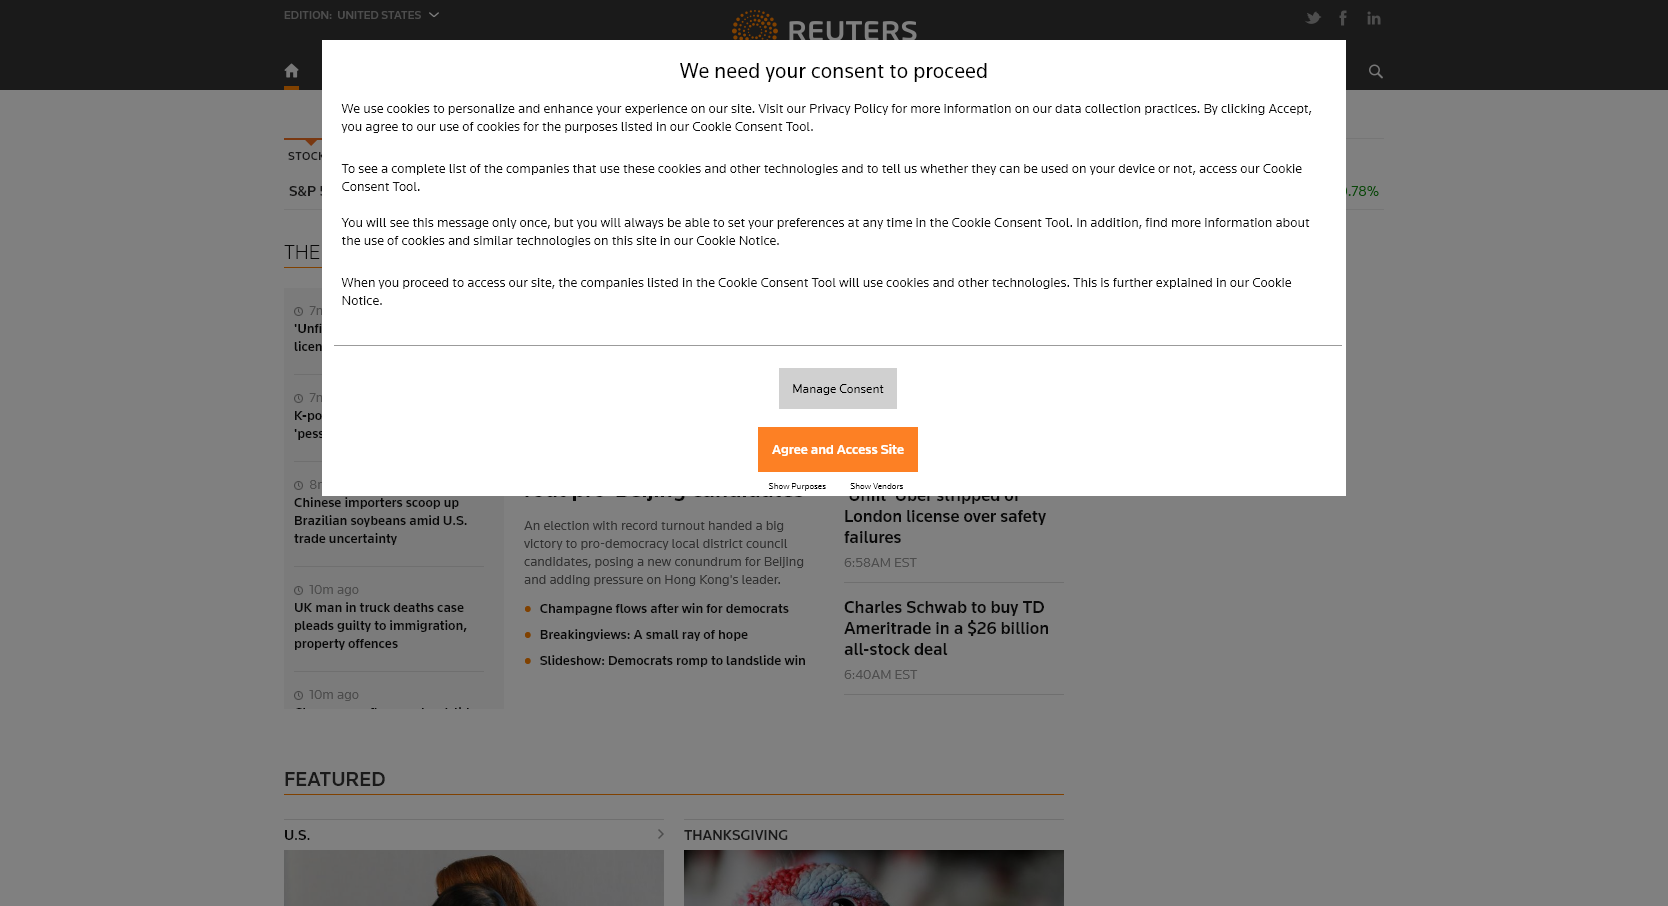 EDITION: UNITED STATES
REUTERS
We need your consent to proceed
We use cookies to personalize and enhance your experience on our site. Visit our Privacy Policy for more information on our data collection practices. By clicking Accept,
you agree to our use of cookies for the purposes listed in our Cookie Consent Tool.
To see a complete list of the companies that use these cookies and other technologies and to tell us whether they can be used on your device or not, access our Cookie
Consent Tool.
You will see this message only once, but you will always be able to set your preferences at any time in the Cookie Consent Tool. In addition, find more information about
the use of cookies and similar technologies on this site in our Cookie Notice.
When you proceed to access our site, the companies listed in the Cookie Consent Tool will use cookies and other technologies. This is further explained in our Cookie
Notice.
Manage Consent
Agree and Access Site
Show Purposes Show Vendors
STOCK
S&P
.78%
THE
7m
'Unfi
licen
7m
K-po
'pess
8m
Chinese importers scoop up
Brazilian soybeans amid U.S.
trade uncertainty
10m ago
UK man in truck deaths case
pleads guilty to immigration,
property offences
10m ago
An election with record turnout handed a big
victory to pro-democracy local district council
candidates, posing a new conundrum for Beijing
and adding pressure on Hong Kong's leader.
Champagne flows after win for democrats
Breakingviews: A small ray of hope
Slideshow: Democrats romp to landslide win
'Unfit' Uber stripped of
London license over safety
failures
6:58AM EST
Charles Schwab to buy TD
Ameritrade in a $26 billion
all-stock deal
6:40AM EST
FEATURED
U.S.
THANKSGIVING